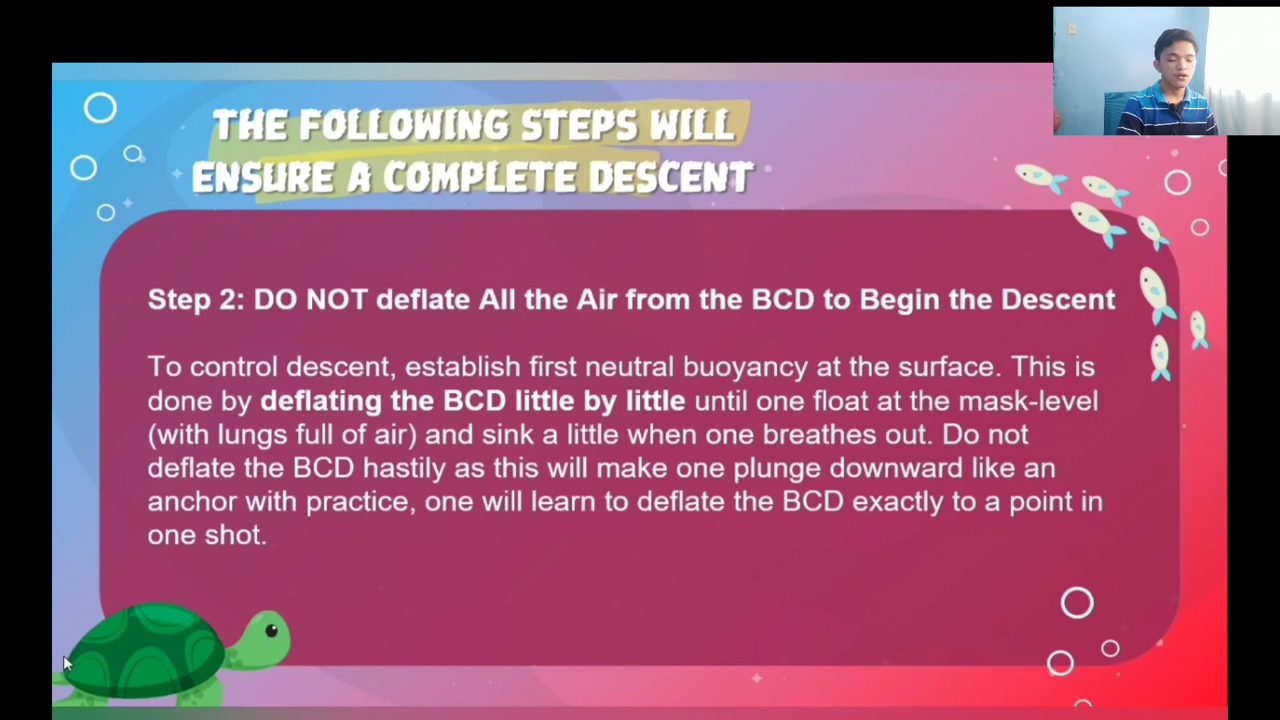 THE FOLLOWING STEPS WILL
ENSURE A COMPLETE DESCENT
Step 2: DO NOT deflate All the Air from the BCD to Begin the Descent
To control descent, establish first neutral buoyancy at the surface. This is
done by deflating the BCD little by little until one float at the mask-level
(with lungs full of air) and sink a little when one breathes out. Do not
deflate the BCD hastily as this will make one plunge downward like an
anchor with practice, one will learn to deflate the BCD exactly to a point in
one shot.